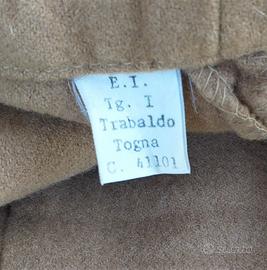 E.I.
Tg. I
Trabaldo
Togna
C. 41101